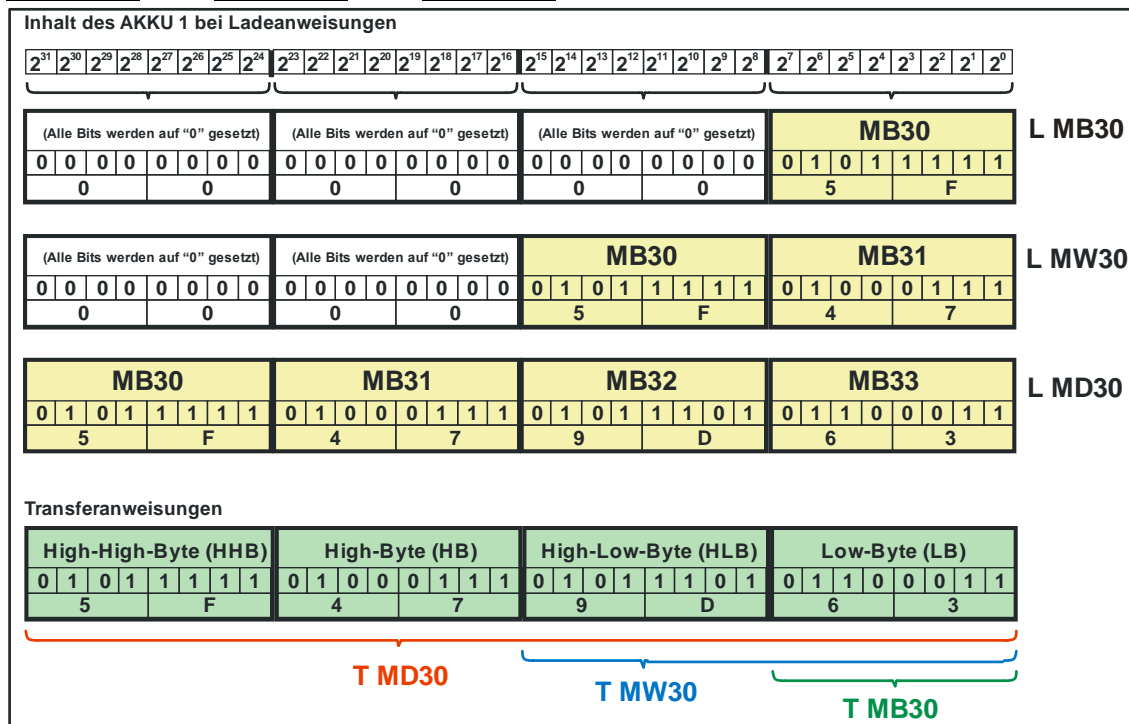 Inhalt des AKKU 1 bei Ladeanweisungen
2³¹ 2³⁰ 2²⁹ 2²⁸ 2²⁷ 2²⁶ 2²⁵ 2²⁴ 2²³ 2²² 2²¹ 2²⁰ 2¹⁹ 2¹⁸ 2¹⁷ 2¹⁶ 2¹⁵ 2¹⁴ 2¹³ 2¹² 2¹¹ 2¹⁰ 2⁹ 2⁸ 2⁷ 2⁶ 2⁵ 2⁴ 2³ 2² 2¹ 2⁰
(Alle Bits werden auf “0” gesetzt) (Alle Bits werden auf “0” gesetzt) (Alle Bits werden auf “0” gesetzt) MB30 L MB30
0 0 0 0 0 0 0 0 0 0 0 0 0 0 0 0 0 0 0 0 0 0 0 0 0 1 0 1 1 1 1 1
0 0 0 0 0 0 5 F
(Alle Bits werden auf “0” gesetzt) (Alle Bits werden auf “0” gesetzt) MB30 MB31 L MW30
0 0 0 0 0 0 0 0 0 0 0 0 0 0 0 0 0 1 0 1 1 1 1 1 0 1 0 0 0 1 1 1
0 0 0 0 5 F 4 7
MB30 MB31 MB32 MB33 L MD30
0 1 0 1 1 1 1 1 0 1 0 0 0 1 1 1 0 1 0 1 1 1 0 1 0 1 1 0 0 0 1 1
5 F 4 7 9 D 6 3
Transferanweisungen
High-High-Byte (HHB) High-Byte (HB) High-Low-Byte (HLB) Low-Byte (LB)
0 1 0 1 1 1 1 1 0 1 0 0 0 1 1 1 0 1 0 1 1 1 0 1 0 1 1 0 0 0 1 1
5 F 4 7 9 D 6 3
T MD30
T MW30
T MB30